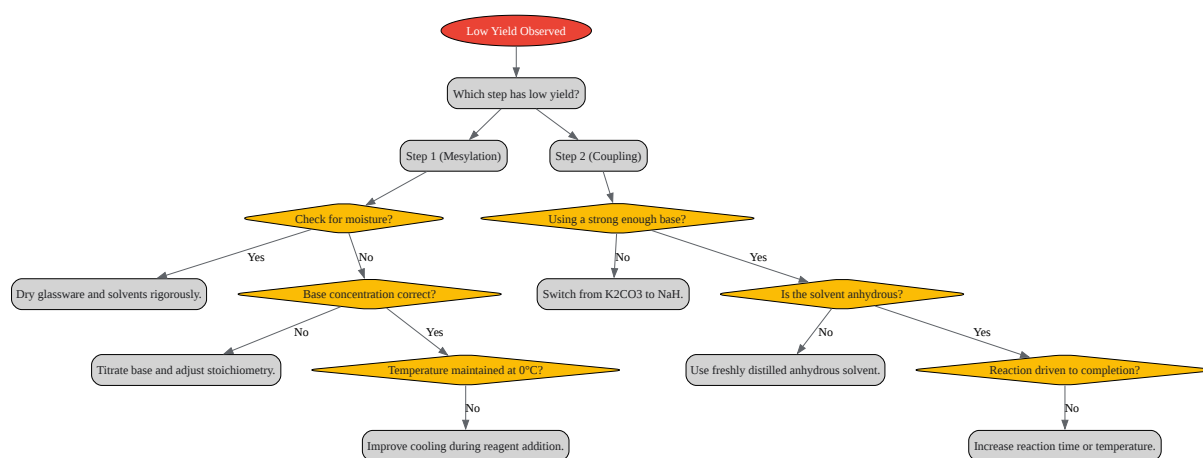 Low Yield Observed
Which step has low yield?
Step 1 (Mesylation)
Step 2 (Coupling)
Check for moisture?
Using a strong enough base?
Yes
No
No
Yes
Dry glassware and solvents rigorously.
Base concentration correct?
Switch from K2CO3 to NaH.
Is the solvent anhydrous?
No
Yes
No
Yes
Titrate base and adjust stoichiometry.
Temperature maintained at 0°C?
Use freshly distilled anhydrous solvent.
Reaction driven to completion?
No
No
Improve cooling during reagent addition.
Increase reaction time or temperature.